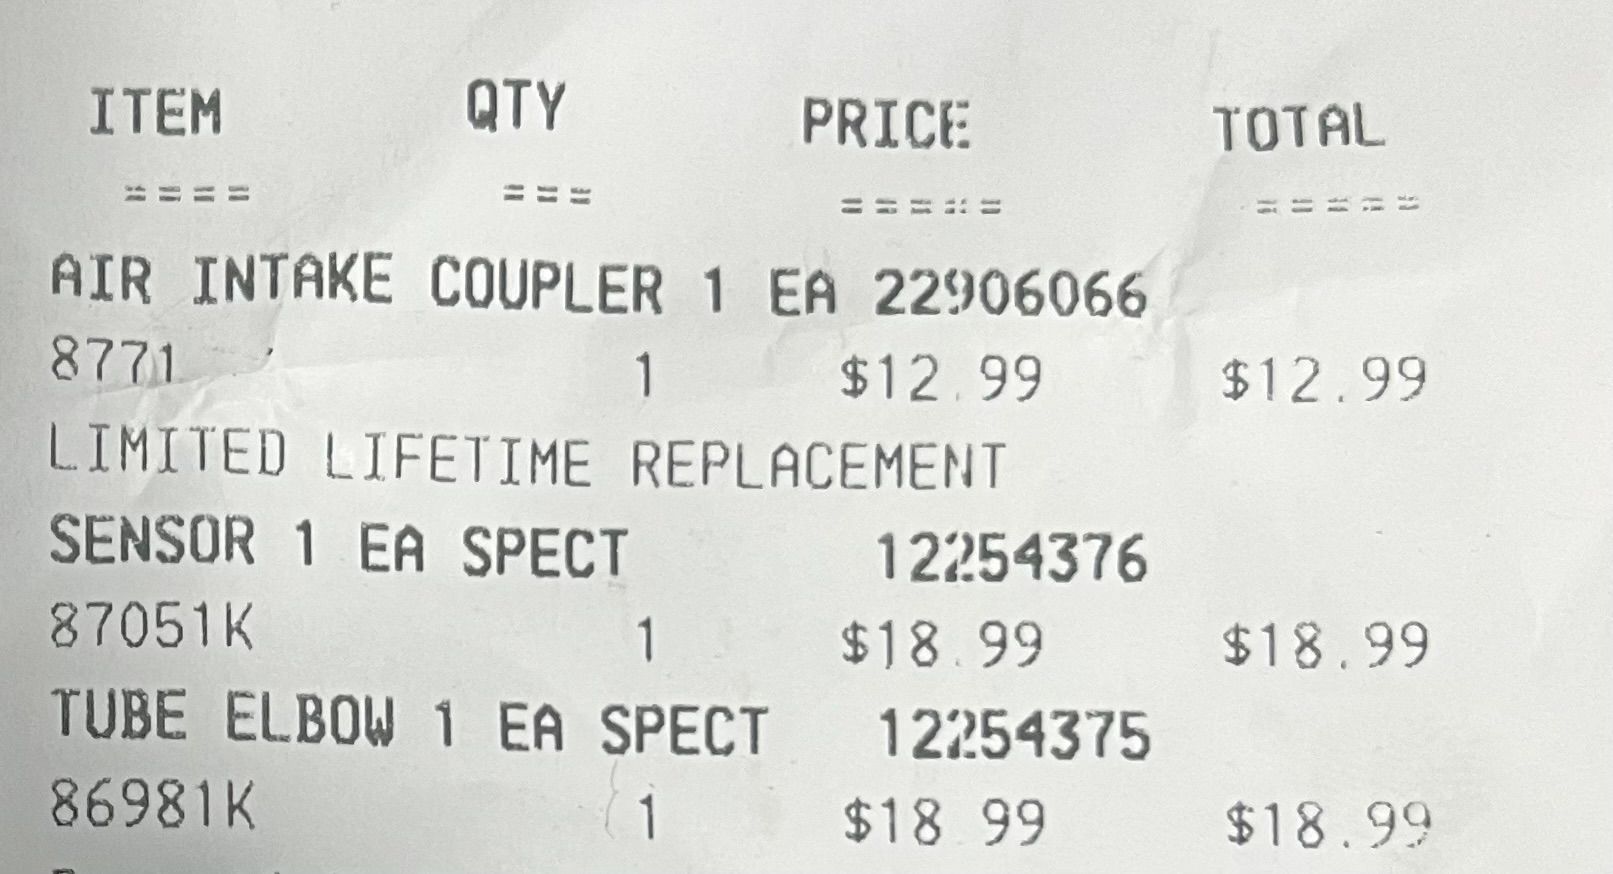 ITEM QTY PRICE TOTAL
==== === ===== =====
AIR INTAKE COUPLER 1 EA 22906066
8771 1 $12.99 $12.99
LIMITED LIFETIME REPLACEMENT
SENSOR 1 EA SPECT 12254376
87051K 1 $18.99 $18.99
TUBE ELBOW 1 EA SPECT 12254375
86981K 1 $18.99 $18.99